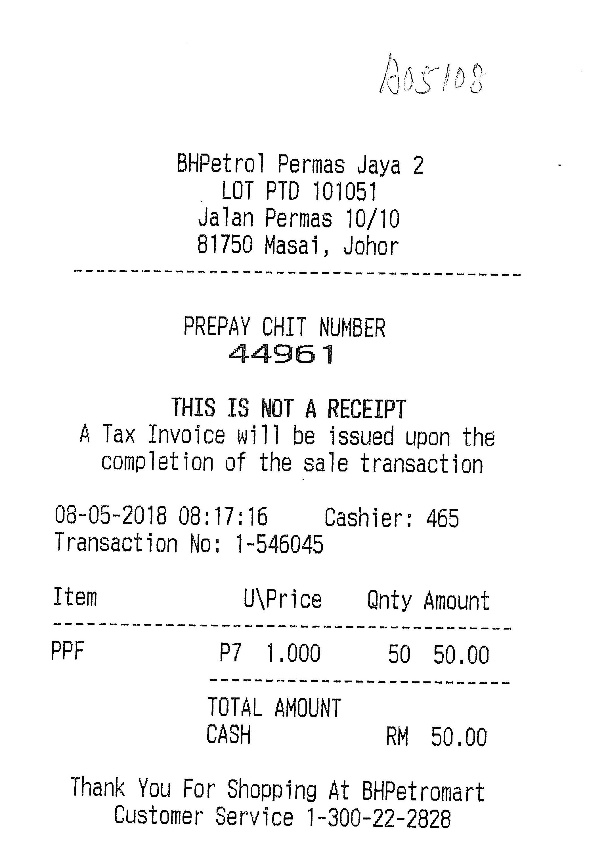 A05108
BHPetrol Permas Jaya 2
LOT PTD 101051
Jalan Permas 10/10
81750 Masai, Johor
PREPAY CHIT NUMBER
44961
THIS IS NOT A RECEIPT
A Tax Invoice will be issued upon the
completion of the sale transaction
08-05-2018 08:17:16 Cashier: 465
Transaction No: 1-546045
Item U\Price Qnty Amount
PPF P7 1.000 50 50.00
TOTAL AMOUNT
CASH RM 50.00
Thank You For Shopping At BHPetromart
Customer Service 1-300-22-2828